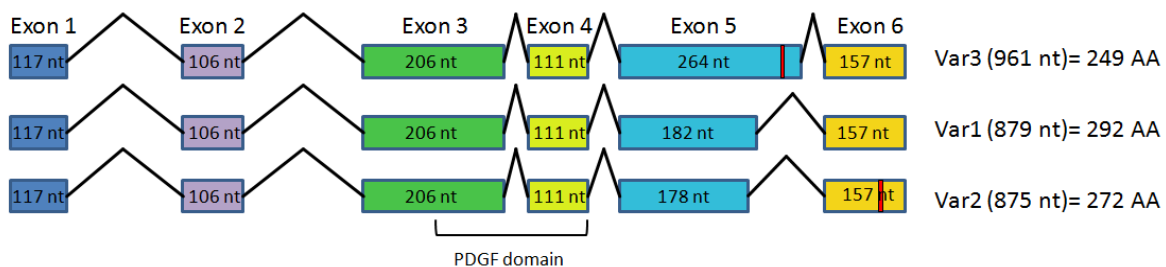 Exon 1 Exon 2 Exon 3 Exon 4 Exon 5 Exon 6
117 nt 106 nt 206 nt 111 nt 264 nt 157 nt Var3 (961 nt)= 249 AA
117 nt 106 nt 206 nt 111 nt 182 nt 157 nt Var1 (879 nt)= 292 AA
117 nt 106 nt 206 nt 111 nt 178 nt 157 nt Var2 (875 nt)= 272 AA
PDGF domain